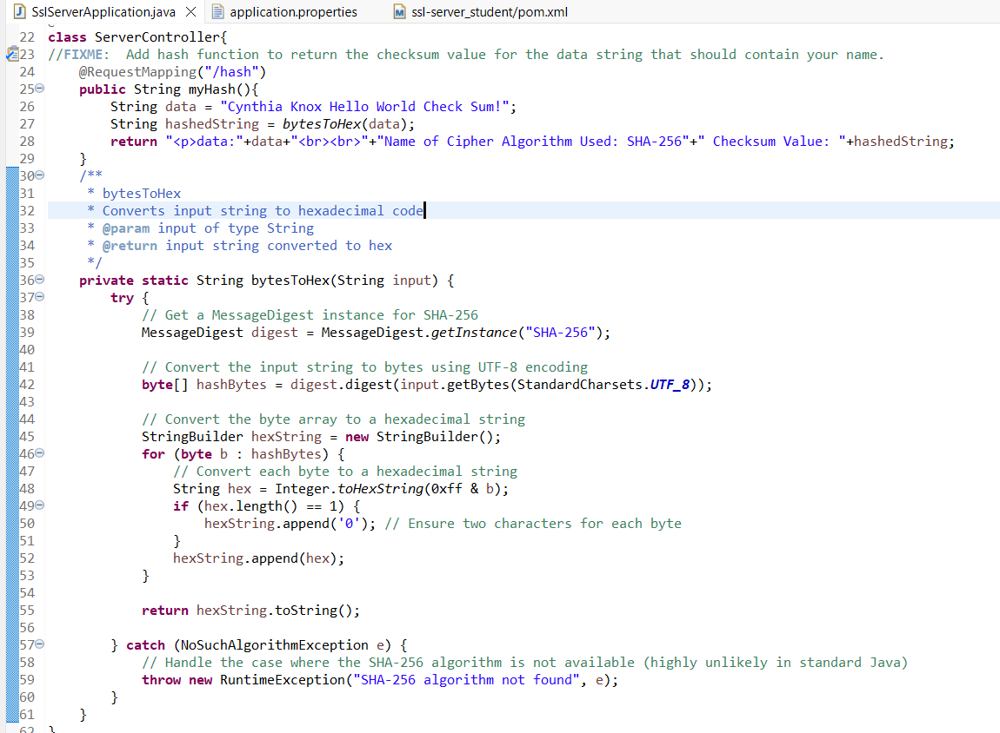 SslServerApplication.java application.properties ssl-server_student/pom.xml
22 class ServerController{
23 //FIXME:  Add hash function to return the checksum value for the data string that should contain your name.
24     @RequestMapping("/hash")
25     public String myHash(){
26         String data = "Cynthia Knox Hello World Check Sum!";
27         String hashedString = bytesToHex(data);
28         return "<p>data:"+data+"<br><br>"+"Name of Cipher Algorithm Used: SHA-256"+" Checksum Value: "+hashedString;
29     }
30     /**
31      * bytesToHex
32      * Converts input string to hexadecimal code
33      * @param input of type String
34      * @return input string converted to hex
35      */
36     private static String bytesToHex(String input) {
37         try {
38             // Get a MessageDigest instance for SHA-256
39             MessageDigest digest = MessageDigest.getInstance("SHA-256");
40
41             // Convert the input string to bytes using UTF-8 encoding
42             byte[] hashBytes = digest.digest(input.getBytes(StandardCharsets.UTF_8));
43
44             // Convert the byte array to a hexadecimal string
45             StringBuilder hexString = new StringBuilder();
46             for (byte b : hashBytes) {
47                 // Convert each byte to a hexadecimal string
48                 String hex = Integer.toHexString(0xff & b);
49                 if (hex.length() == 1) {
50                     hexString.append('0'); // Ensure two characters for each byte
51                 }
52                 hexString.append(hex);
53             }
54
55             return hexString.toString();
56
57         } catch (NoSuchAlgorithmException e) {
58             // Handle the case where the SHA-256 algorithm is not available (highly unlikely in standard Java)
59             throw new RuntimeException("SHA-256 algorithm not found", e);
60         }
61     }
62 }